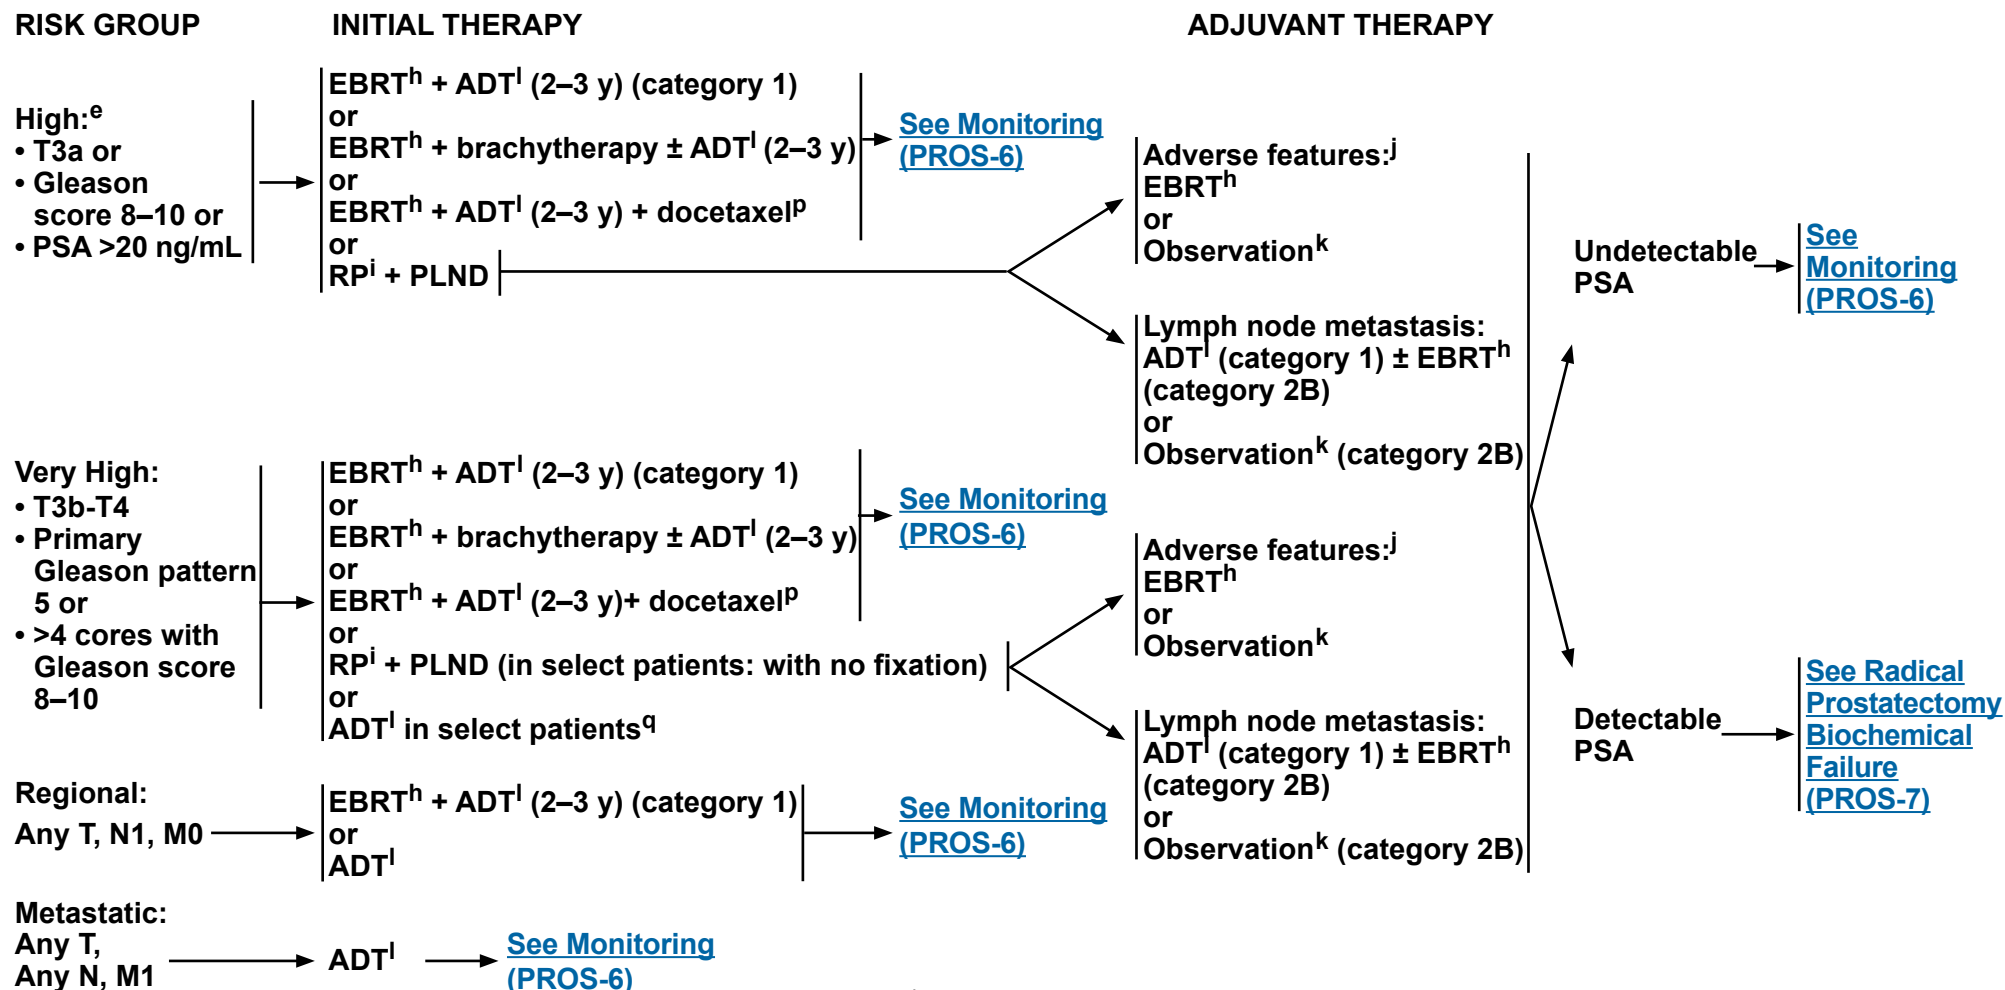 RISK GROUP
INITIAL THERAPY
ADJUVANT THERAPY
High:e
• T3a or
• Gleason
score 8–10 or
• PSA >20 ng/mL
EBRTh + ADTl (2–3 y) (category 1)
or
EBRTh + brachytherapy ± ADTl (2–3 y)
or
EBRTh + ADTl (2–3 y) + docetaxelp
or
RPi + PLND
See Monitoring
(PROS-6)
Adverse features:j
EBRTh
or
Observationk
Lymph node metastasis:
ADTl (category 1) ± EBRTh
(category 2B)
or
Observationk (category 2B)
Undetectable
PSA
See
Monitoring
(PROS-6)
Very High:
• T3b-T4
• Primary
Gleason pattern
5 or
• >4 cores with
Gleason score
8–10
EBRTh + ADTl (2–3 y) (category 1)
or
EBRTh + brachytherapy ± ADTl (2–3 y)
or
EBRTh + ADTl (2–3 y)+ docetaxelp
or
RPi + PLND (in select patients: with no fixation)
or
ADTl in select patientsq
See Monitoring
(PROS-6)
Adverse features:j
EBRTh
or
Observationk
Lymph node metastasis:
ADTl (category 1) ± EBRTh
(category 2B)
or
Observationk (category 2B)
Detectable
PSA
See Radical
Prostatectomy
Biochemical
Failure
(PROS-7)
Regional:
Any T, N1, M0
EBRTh + ADTl (2–3 y) (category 1)
or
ADTl
See Monitoring
(PROS-6)
Metastatic:
Any T,
Any N, M1
ADTl
See Monitoring
(PROS-6)